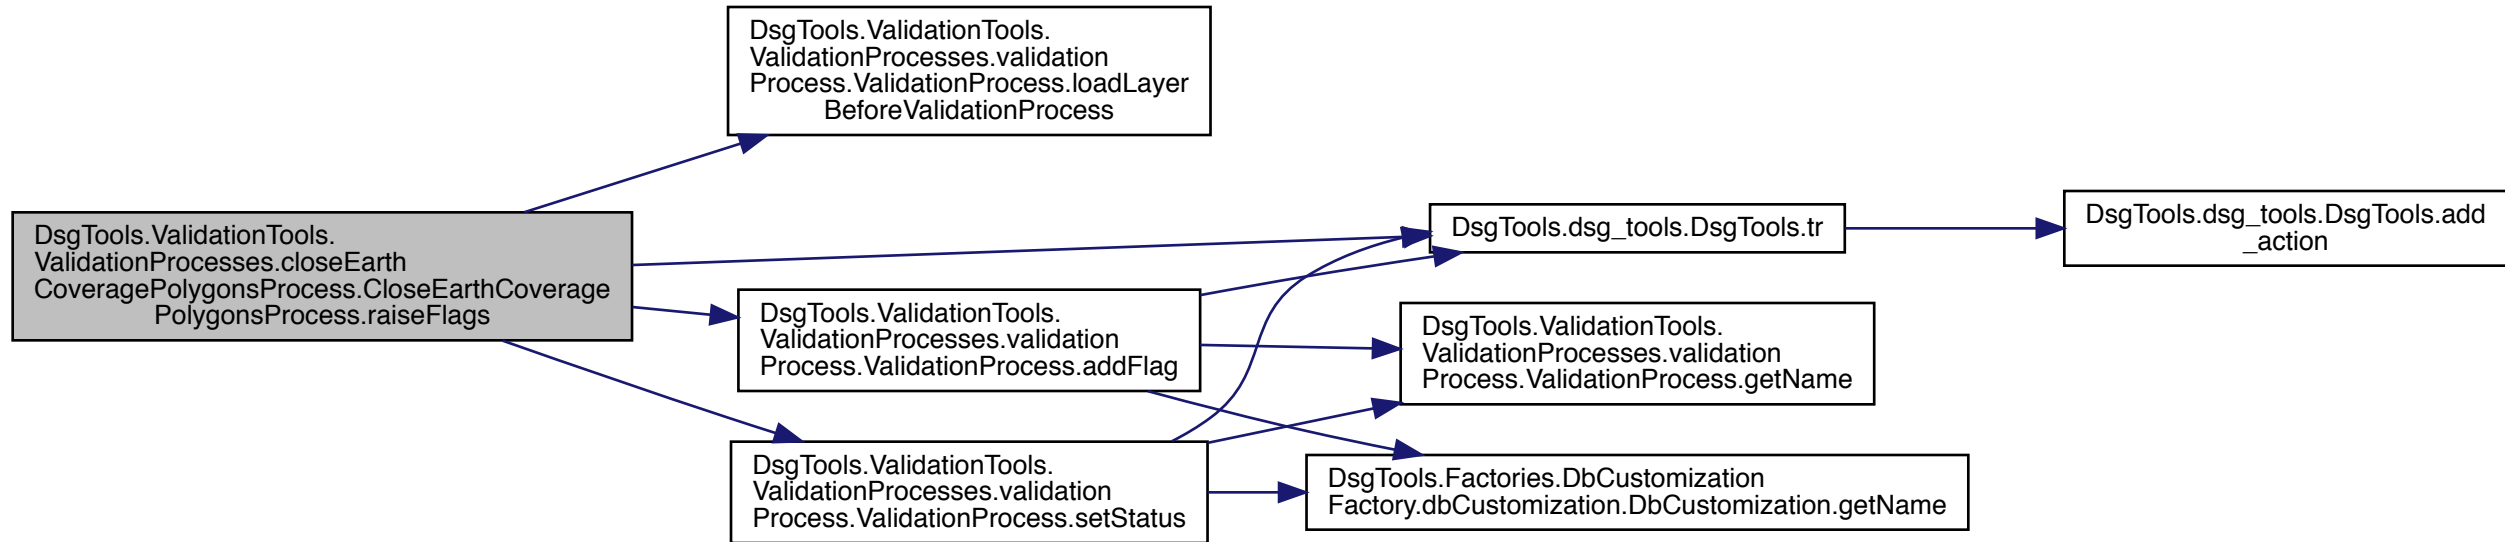 DsgTools.ValidationTools.
ValidationProcesses.validation
Process.ValidationProcess.loadLayer
BeforeValidationProcess
DsgTools.ValidationTools.
ValidationProcesses.closeEarth
CoveragePolygonsProcess.CloseEarthCoverage
PolygonsProcess.raiseFlags
DsgTools.dsg_tools.DsgTools.tr
DsgTools.dsg_tools.DsgTools.add
_action
DsgTools.ValidationTools.
ValidationProcesses.validation
Process.ValidationProcess.addFlag
DsgTools.ValidationTools.
ValidationProcesses.validation
Process.ValidationProcess.getName
DsgTools.ValidationTools.
ValidationProcesses.validation
Process.ValidationProcess.setStatus
DsgTools.Factories.DbCustomization
Factory.dbCustomization.DbCustomization.getName